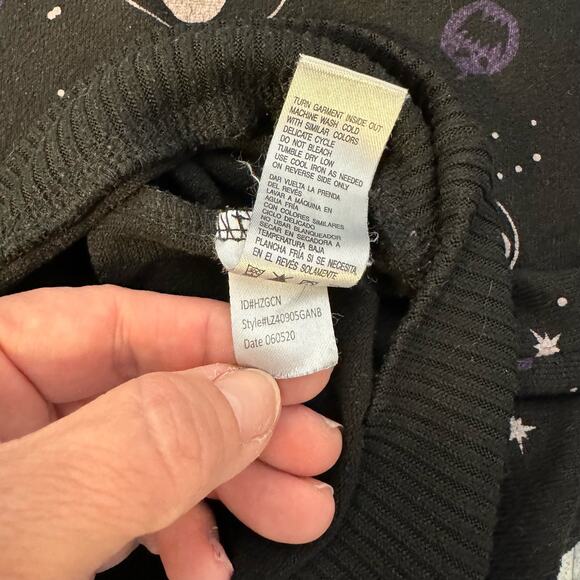 TURN GARMENT INSIDE OUT
MACHINE WASH COLD
WITH SIMILAR COLORS
DELICATE CYCLE
DO NOT BLEACH
TUMBLE DRY LOW
USE COOL IRON AS NEEDED
ON REVERSE SIDE ONLY
DAR VUELTA LA PRENDA
DEL REVÉS
LAVAR A MÁQUINA EN
AGUA FRÍA
CON COLORES SIMILARES
CICLO DELICADO
NO USAR BLANQUEADOR
SECAR EN SEGADORA A
TEMPERATURA BAJA
PLANCHA FRÍA SI SE NECESITA
EN EL REVÉS SOLAMENTE
ID#HZGCN
Style#LZ40905GANB
Date 060520